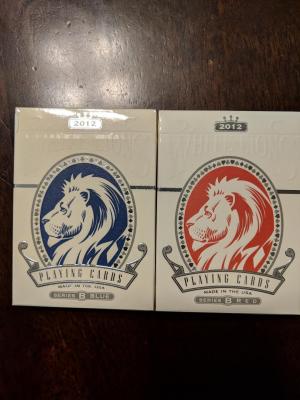 2012
PLAYING CARDS
MADE IN THE USA
SERIES B BLUE
2012
PLAYING CARDS
MADE IN THE USA
SERIES B RED